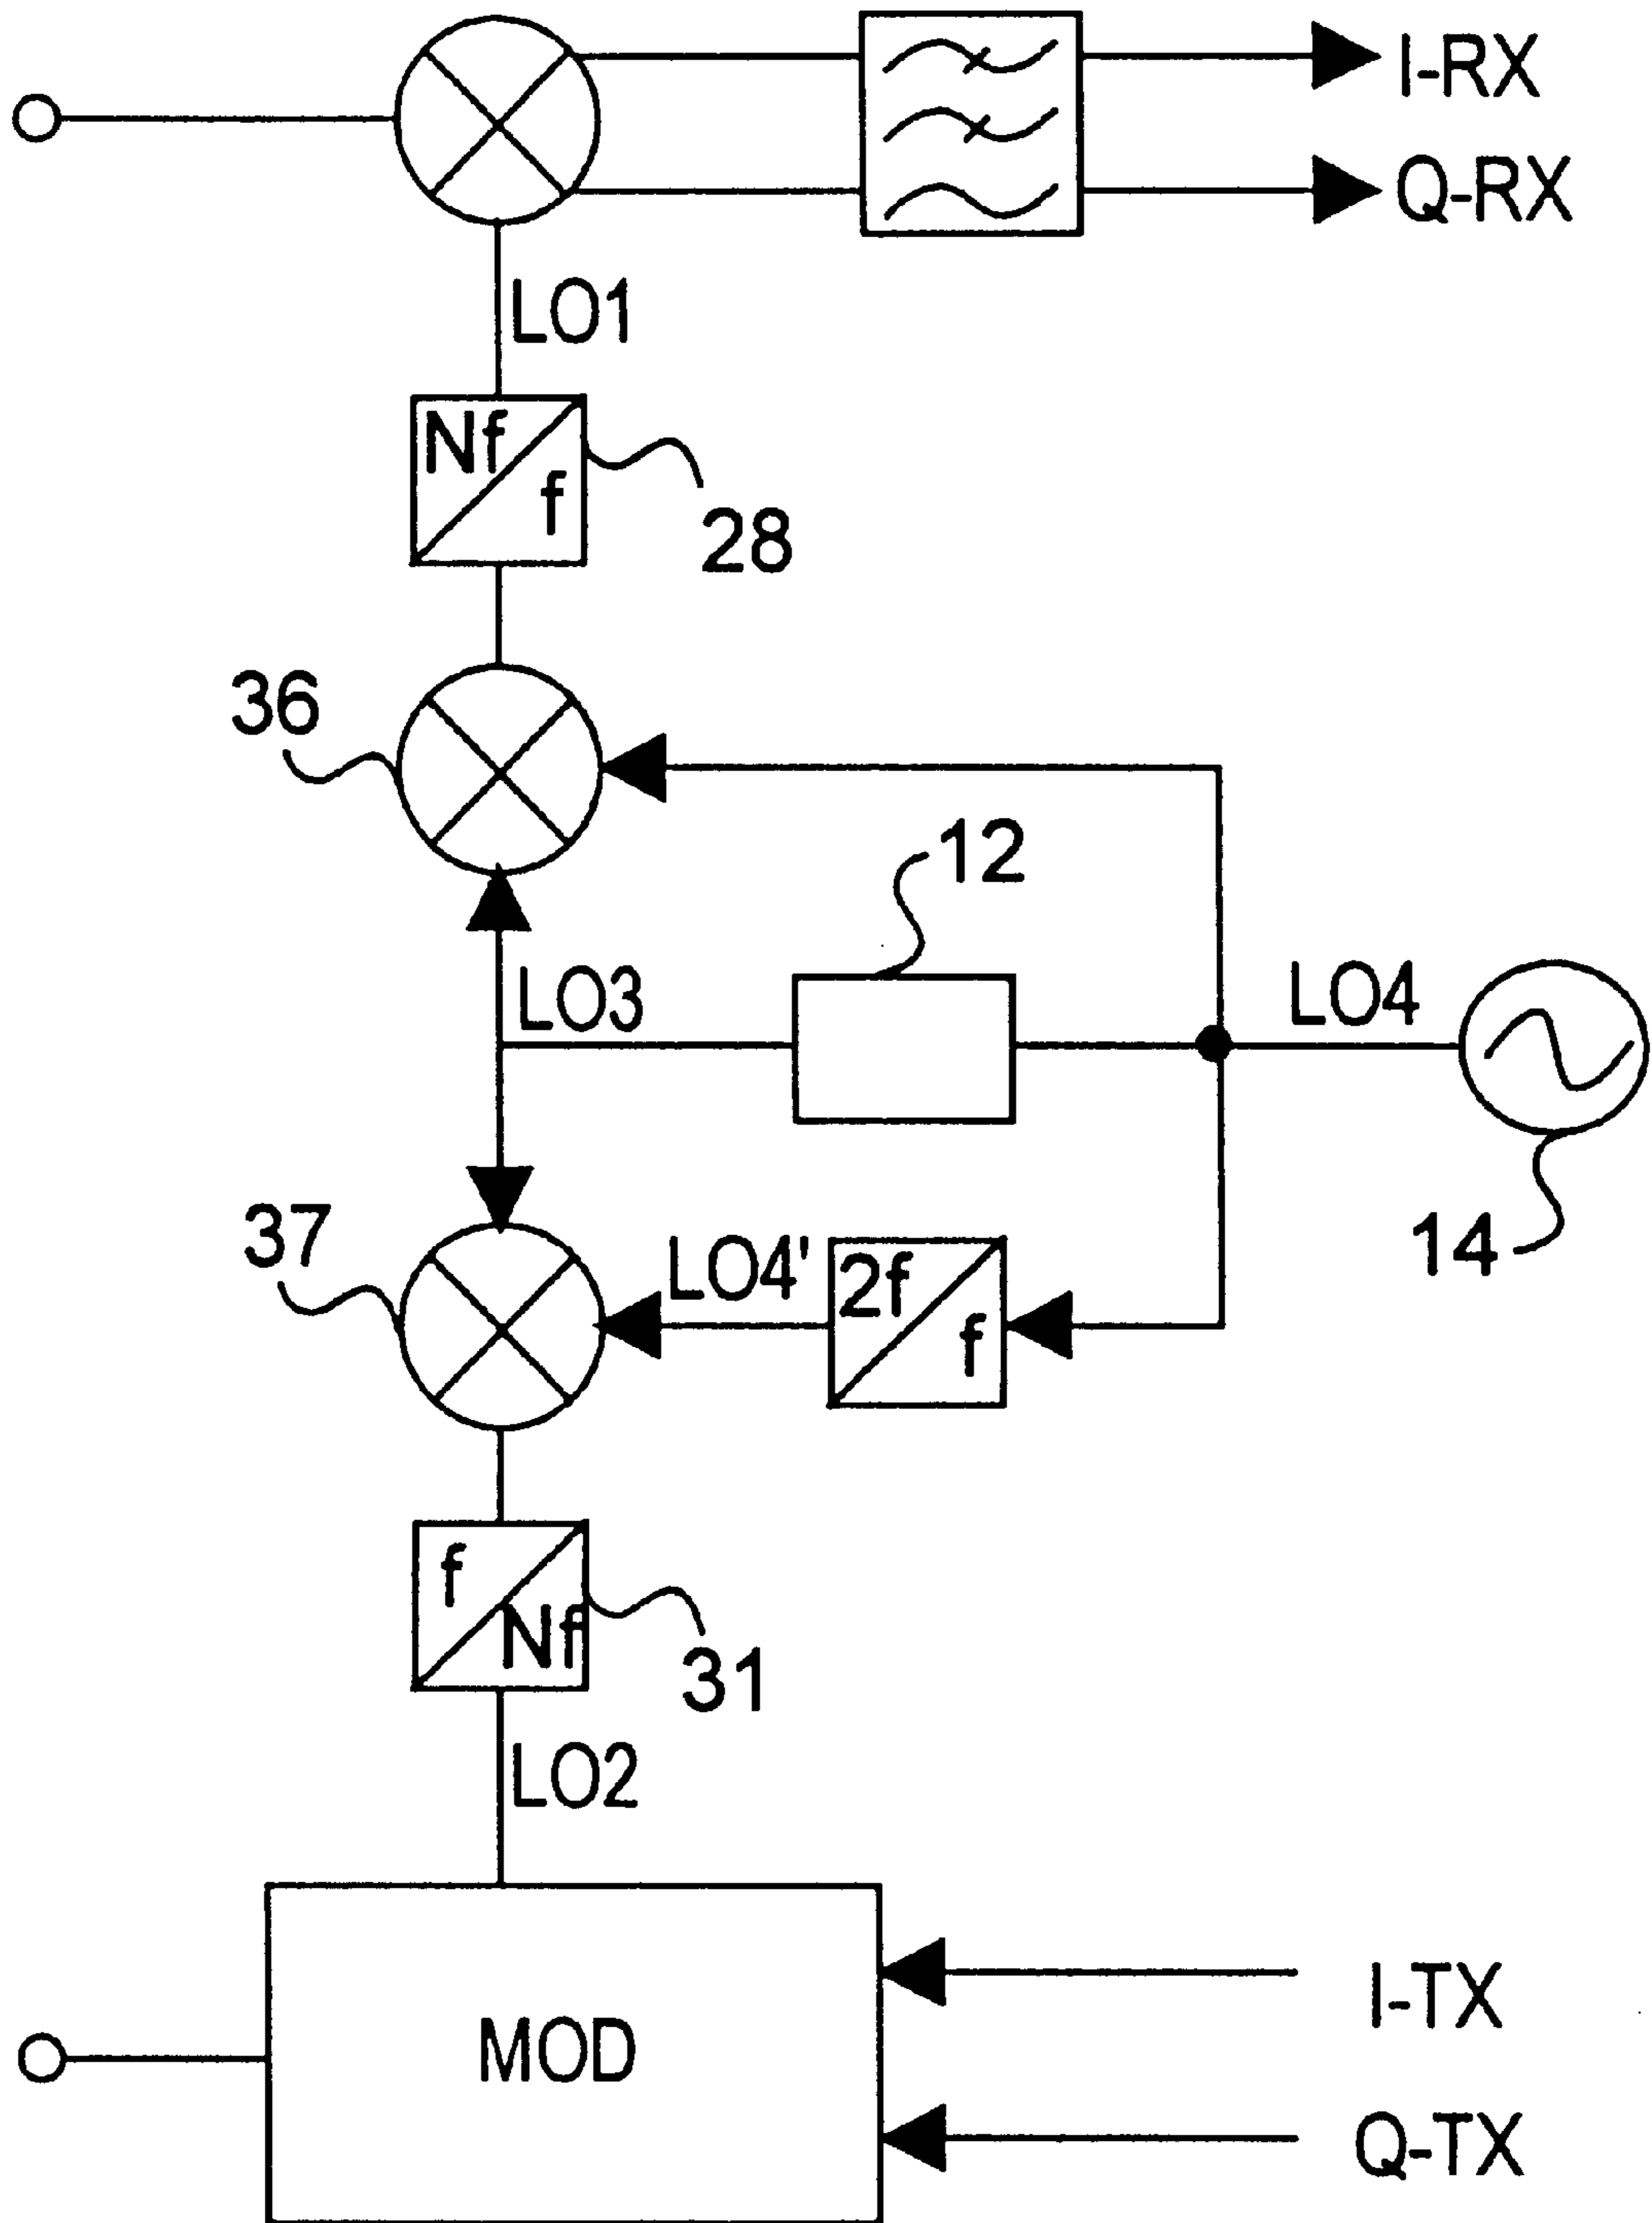 I-RX
Q-RX
LO1
Nf
f
28
36
12
LO3
LO4
37
LO4'
2f
f
14
f
Nf
31
LO2
I-TX
MOD
Q-TX